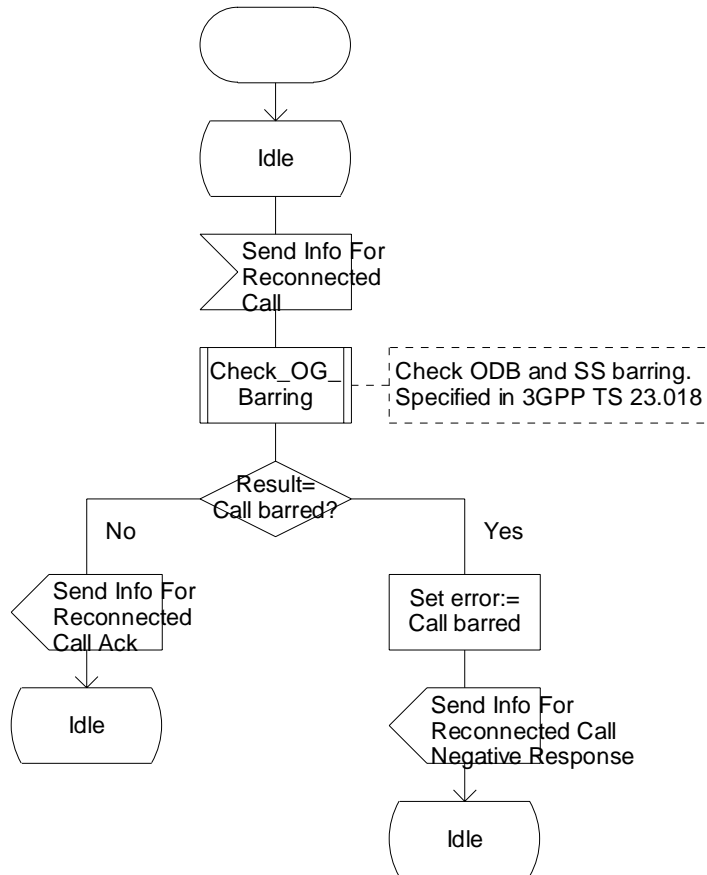 Idle
Send Info For
Reconnected
Call
Check_OG_
Barring
Check ODB and SS barring.
Specified in 3GPP TS 23.018
Result=
Call barred?
No
Yes
Send Info For
Reconnected
Call Ack
Set error:=
Call barred
Idle
Send Info For
Reconnected Call
Negative Response
Idle